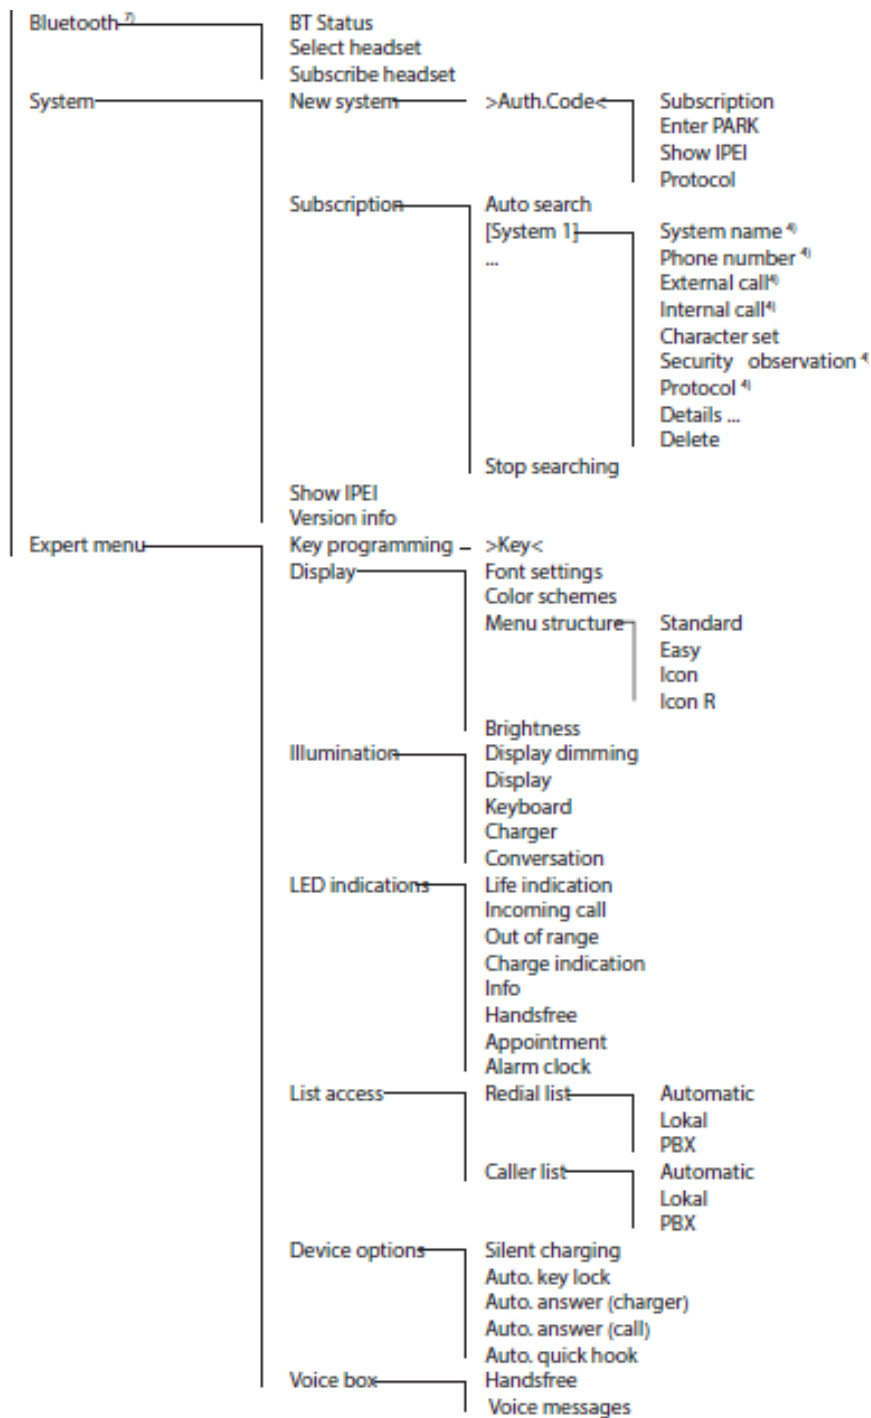 Bluetooth 7) BT Status
Select headset
Subscribe headset
System New system >Auth.Code< Subscription
Enter PARK
Show IPEI
Protocol
Subscription Auto search
[System 1] System name 4)
... Phone number 4)
External call4)
Internal call4)
Character set
Security observation 4)
Protocol 4)
Details ...
Delete
Stop searching
Show IPEI
Version info
Expert menu Key programming – >Key<
Display Font settings
Color schemes
Menu structure Standard
Easy
Icon
Icon R
Brightness
Illumination Display dimming
Display
Keyboard
Charger
Conversation
LED indications Life indication
Incoming call
Out of range
Charge indication
Info
Handsfree
Appointment
Alarm clock
List access Redial list Automatic
Lokal
PBX
Caller list Automatic
Lokal
PBX
Device options Silent charging
Auto. key lock
Auto. answer (charger)
Auto. answer (call)
Auto. quick hook
Voice box Handsfree
Voice messages